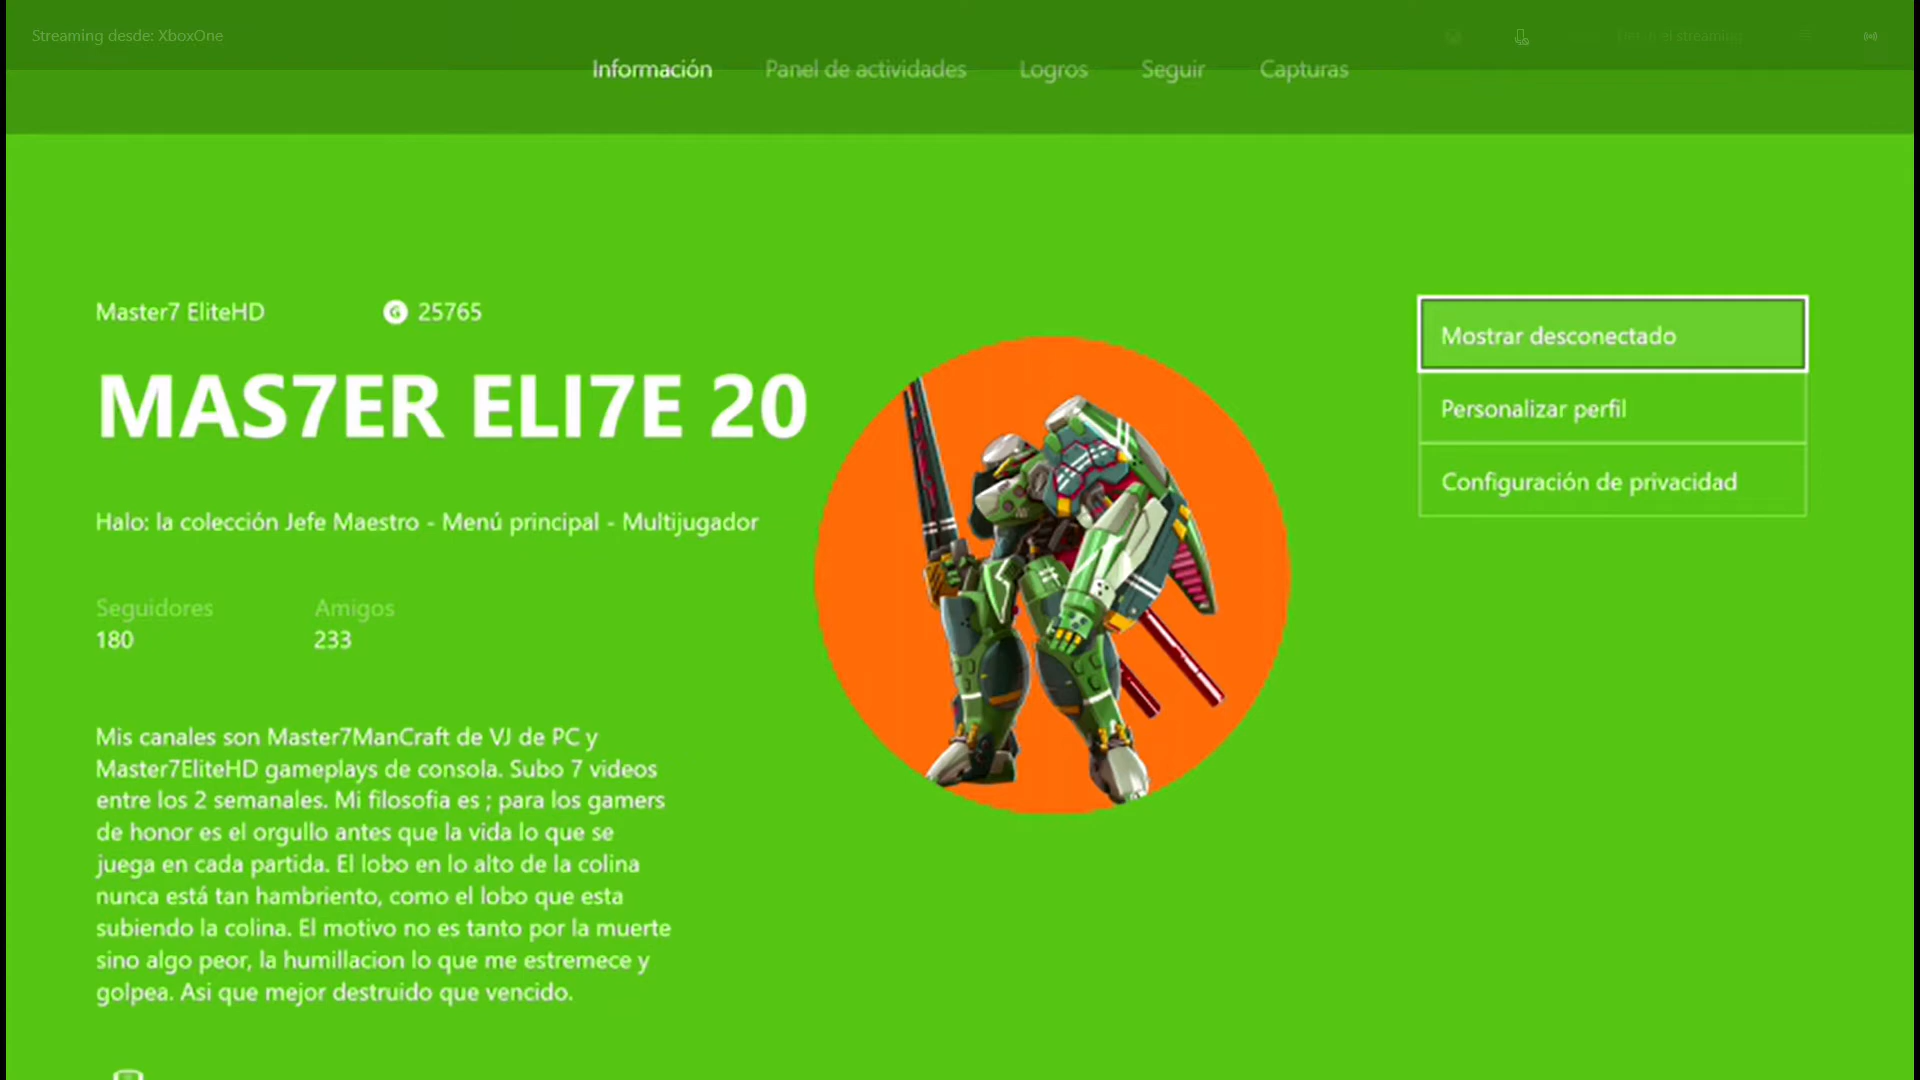 Streaming desde: XboxOne
Detén el streaming
Información Panel de actividades Logros Seguir Capturas
Master7 EliteHD G 25765
MAS7ER ELI7E 20
Halo: la colección Jefe Maestro - Menú principal - Multijugador
Seguidores Amigos
180 233
Mis canales son Master7ManCraft de VJ de PC y
Master7EliteHD gameplays de consola. Subo 7 videos
entre los 2 semanales. Mi filosofia es ; para los gamers
de honor es el orgullo antes que la vida lo que se
juega en cada partida. El lobo en lo alto de la colina
nunca está tan hambriento, como el lobo que esta
subiendo la colina. El motivo no es tanto por la muerte
sino algo peor, la humillacion lo que me estremece y
golpea. Asi que mejor destruido que vencido.
Mostrar desconectado
Personalizar perfil
Configuración de privacidad